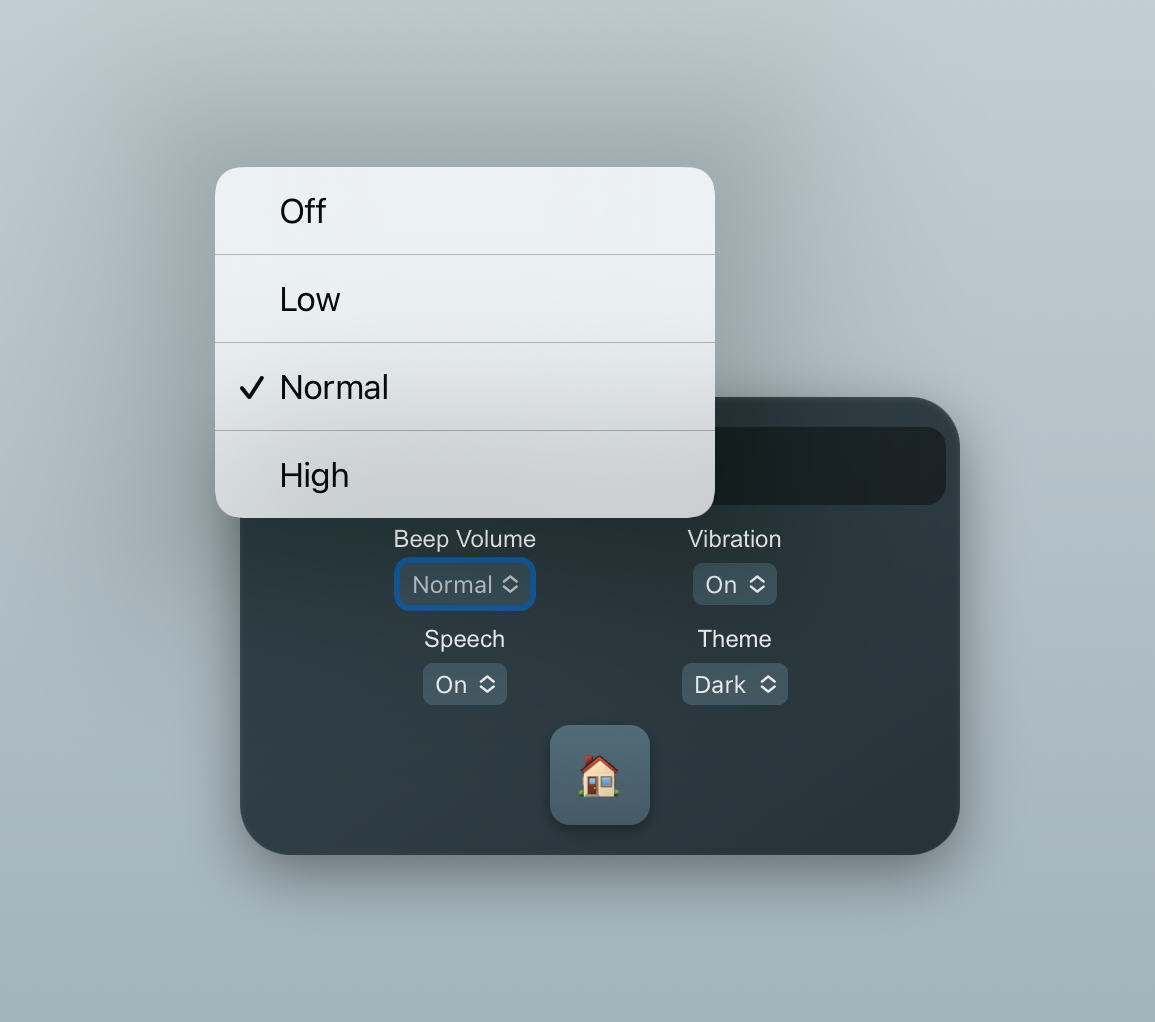 Off
Low
Normal
High
Beep Volume
Vibration
Normal
On
Speech
Theme
On
Dark